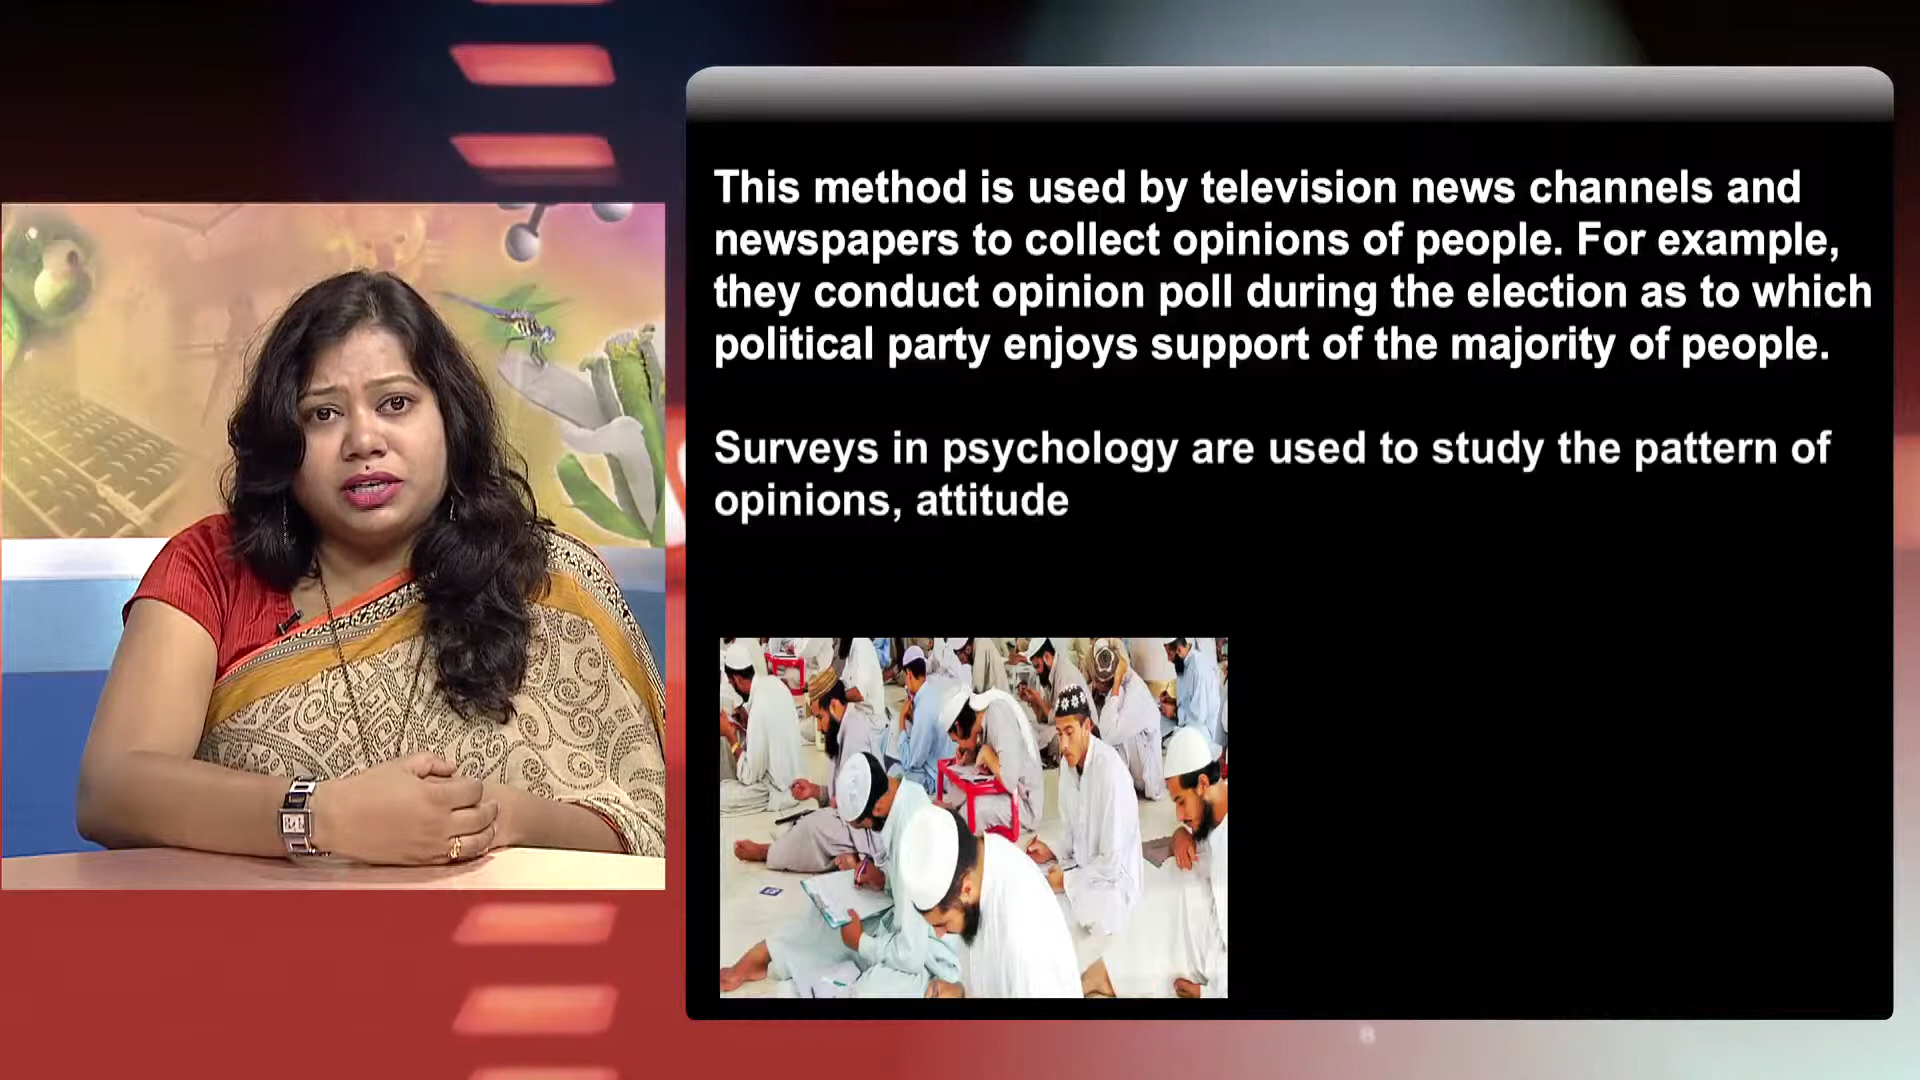 This method is used by television news channels and
newspapers to collect opinions of people. For example,
they conduct opinion poll during the election as to which
political party enjoys support of the majority of people.
Surveys in psychology are used to study the pattern of
opinions, attitude